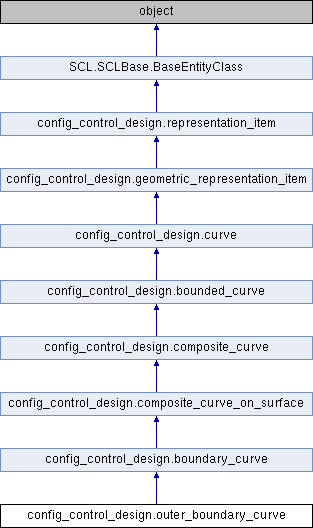 object
SCL.SCLBase.BaseEntityClass
config_control_design.representation_item
config_control_design.geometric_representation_item
config_control_design.curve
config_control_design.bounded_curve
config_control_design.composite_curve
config_control_design.composite_curve_on_surface
config_control_design.boundary_curve
config_control_design.outer_boundary_curve